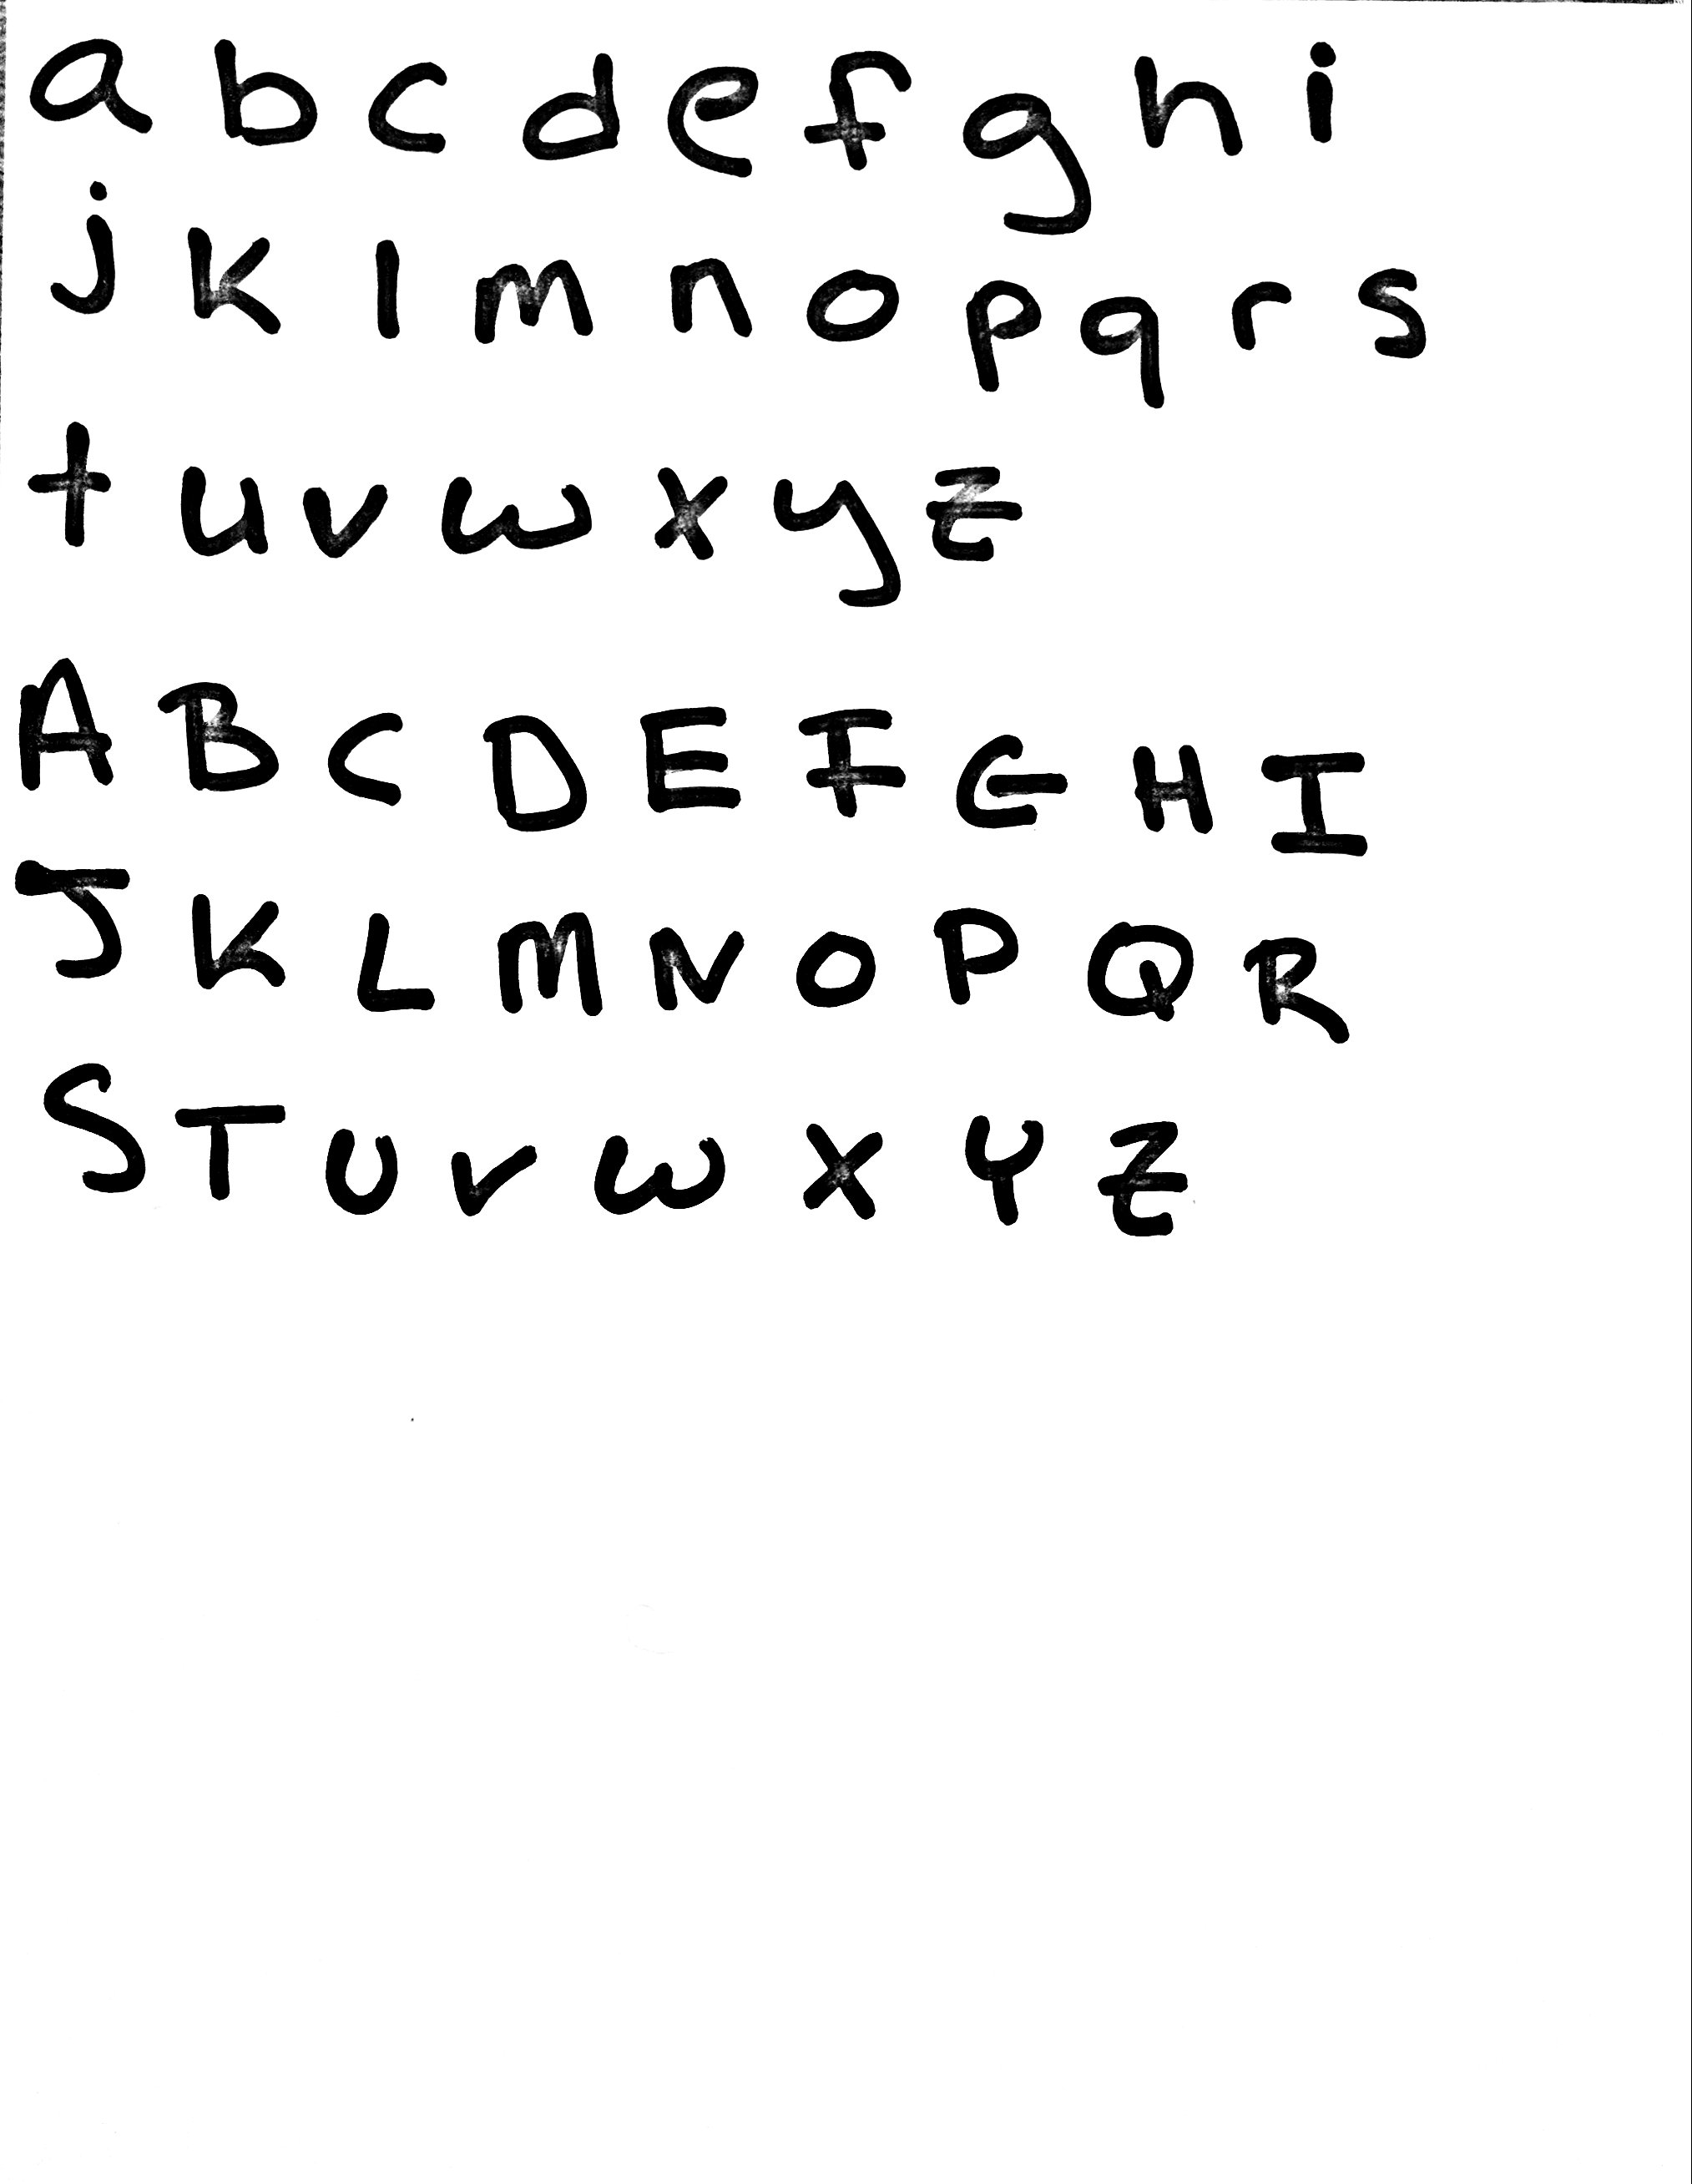 a b c d e f g h i
j k l m n o p q r s
t u v w x y z
A B C D E F G H I
J K L M N O P Q R
S T U V W X Y Z